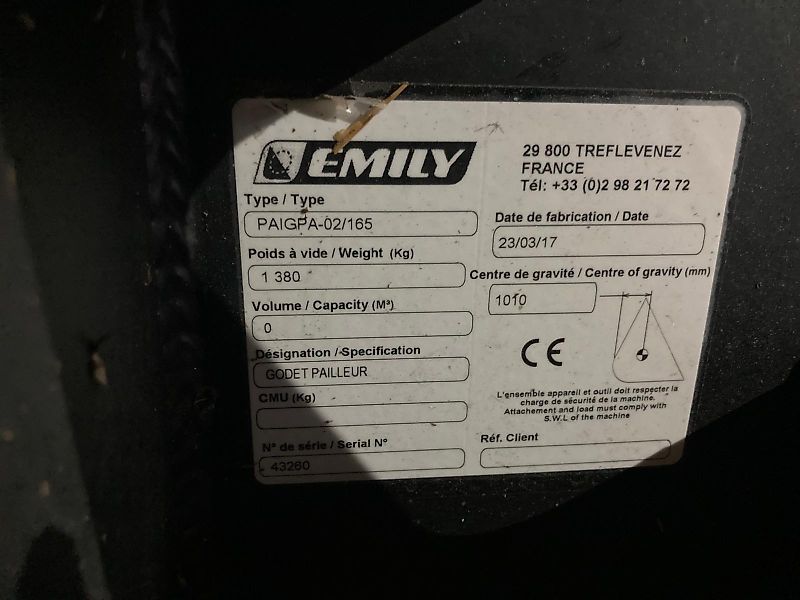 EMILY
29 800 TREFLEVENEZ
FRANCE
Tél: +33 (0)2 98 21 72 72
Type / Type
PAIGPA-02/165
Date de fabrication / Date
23/03/17
Poids à vide / Weight (Kg)
1 380
Centre de gravité / Centre of gravity (mm)
1010
Volume / Capacity (M³)
0
CE
Désignation / Specification
GODET PAILLEUR
L'ensemble appareil et outil doit respecter la
charge de sécurité de la machine.
Attachement and load must comply with
S.W.L of the machine
CMU (Kg)
N° de série / Serial N°
43260
Réf. Client